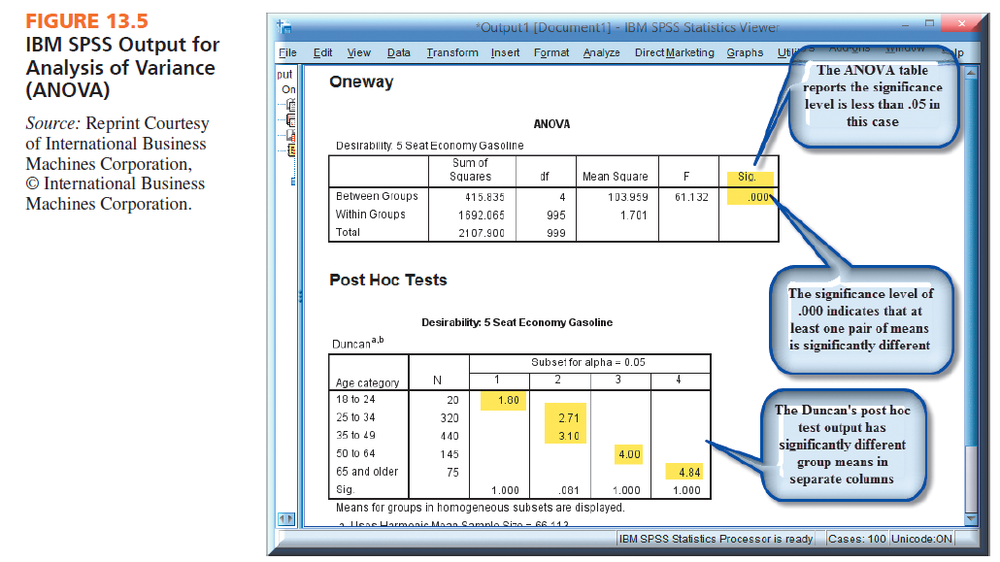 FIGURE 13.5
IBM SPSS Output for
Analysis of Variance
(ANOVA)
Source: Reprint Courtesy
of International Business
Machines Corporation,
© International Business
Machines Corporation.
*Output1 [Document1] - IBM SPSS Statistics Viewer
File Edit View Data Transform Insert Format Analyze Direct Marketing Graphs
put
On
Oneway
ANOVA
Desirability: 5 Seat Economy Gasoline
Sum of
Squares df Mean Square F Sig.
Between Groups 415.835 4 103.959 61.132 .000
Within Groups 1692.065 995 1.701
Total 2107.900 999
The ANOVA table
reports the significance
level is less than .05 in
this case
The significance level of
.000 indicates that at
least one pair of means
is significantly different
Post Hoc Tests
Desirability: 5 Seat Economy Gasoline
Duncan a,b
Subset for alpha = 0.05
Age category N 1 2 3 4
18 to 24 20 1.80
25 to 34 320 2.71
35 to 49 440 3.10
50 to 64 145 4.00
65 and older 75 4.84
Sig. 1.000 .081 1.000 1.000
Means for groups in homogeneous subsets are displayed.
a. Uses Harmonic Mean Sample Size = 66.113
The Duncan's post hoc
test output has
significantly different
group means in
separate columns
IBM SPSS Statistics Processor is ready Cases: 100 Unicode:ON